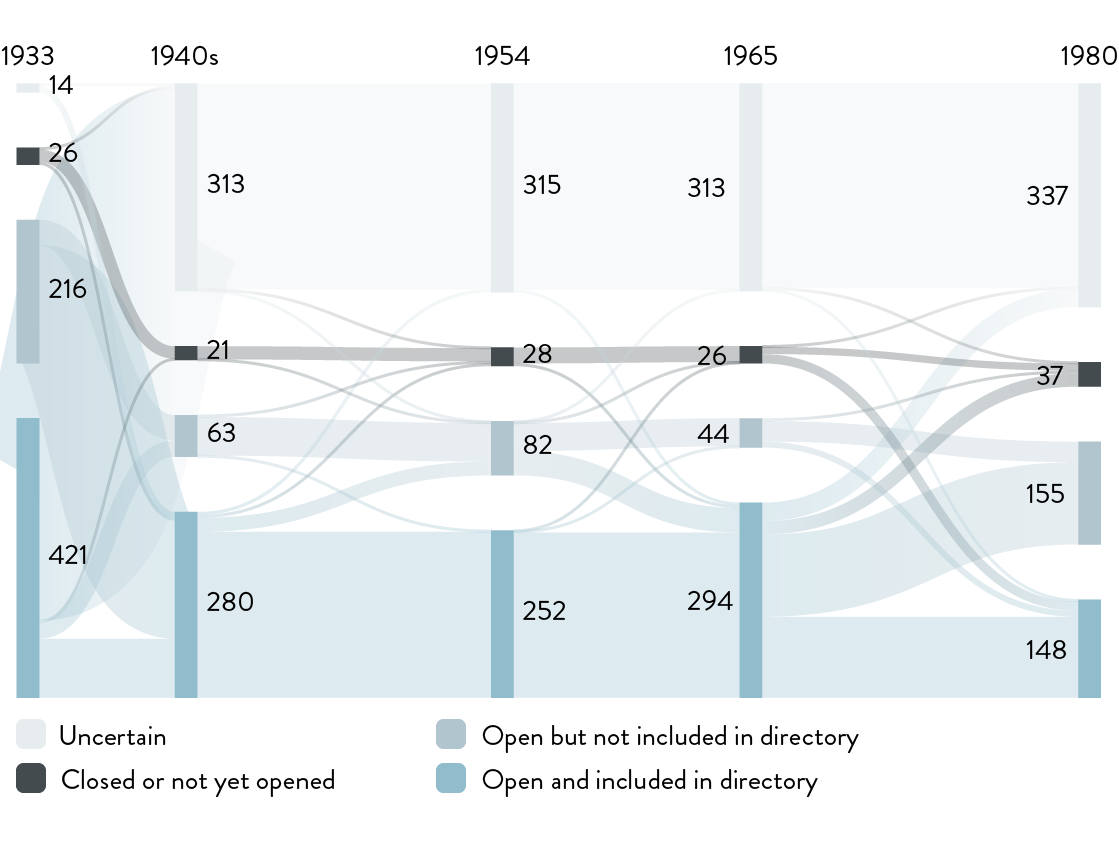 1933 1940s 1954 1965 1980
14
26
313 315 313 337
216
21 28 26 37
63 82 44 155
421 280 252 294 148
Uncertain Open but not included in directory
Closed or not yet opened Open and included in directory